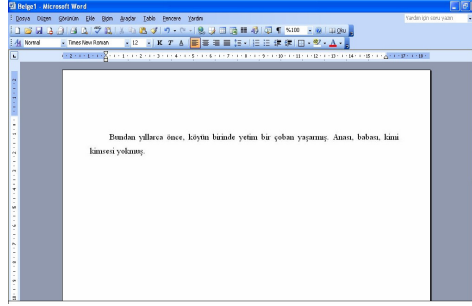 Belge1 - Microsoft Word
Dosya Düzen Görünüm Ekle Biçim Araçlar Tablo Pencere Yardım
Yardım için soru yazın
%100
Oku
Normal Times New Roman 12 K T A
Bundan yıllarca önce, köyün birinde yetim bir çoban yaşarmış. Anası, babası, kimi
kimsesi yokmuş.